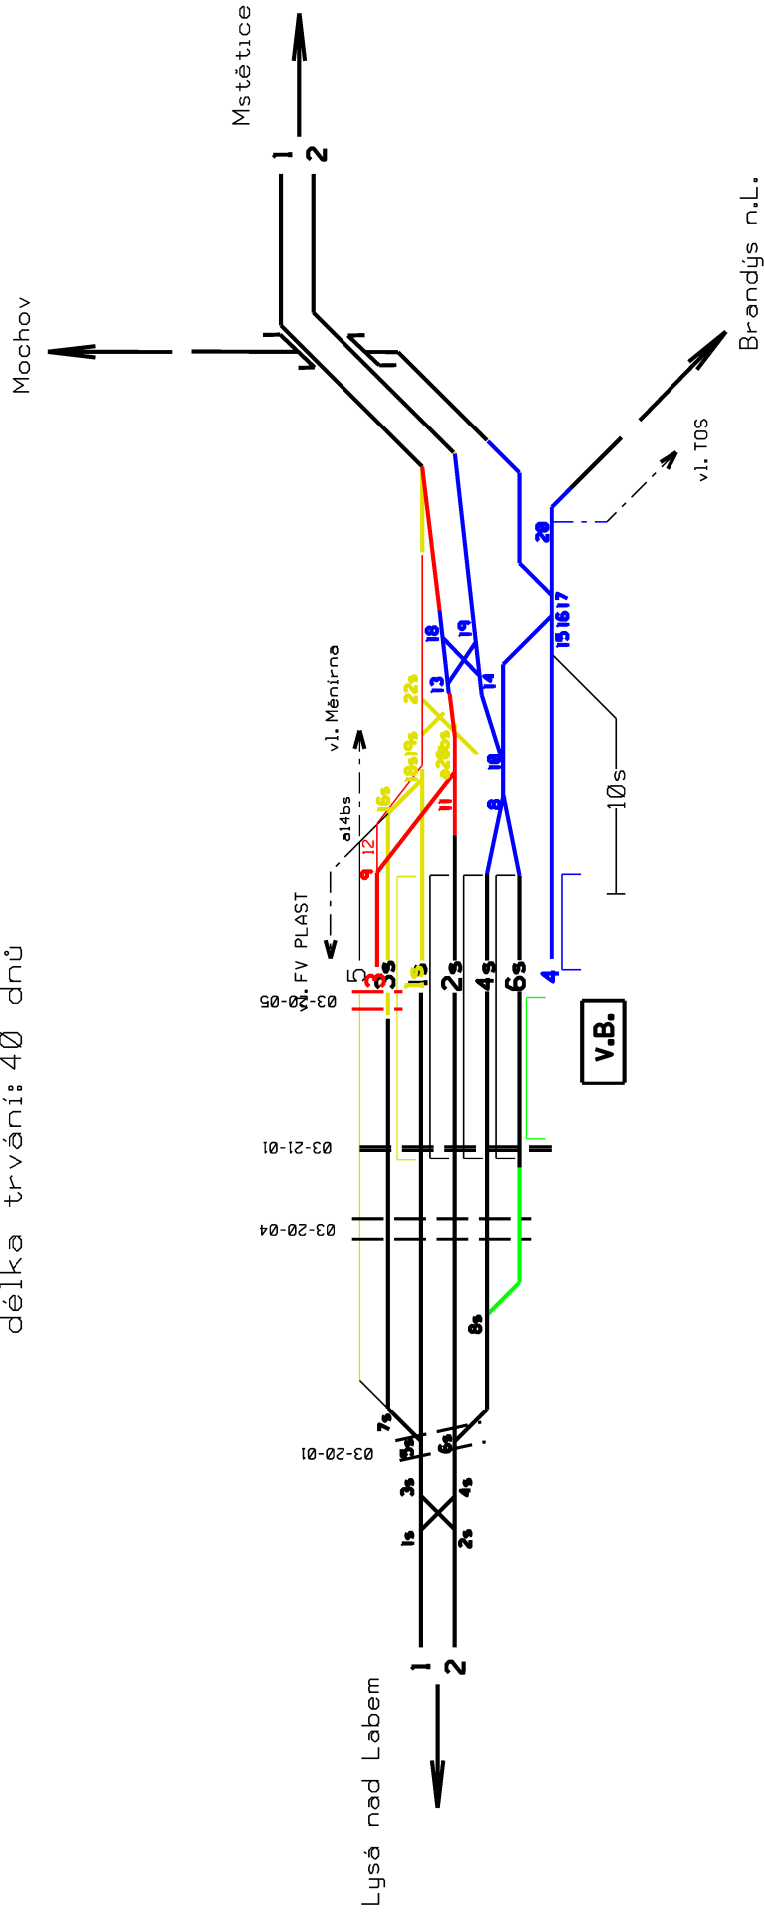 délka trvání: 40 dnů
Mstětice
1
2
Mochov
Brandýs n.L.
vl. TOS
vl. Měnírna
vl. FV PLAST
a14bs
20
17
16
15
19
18
14
13
22s
19s
18s
a20bs
16s
12
11
10
9
8
10s
5
3
3s
1s
2s
4s
6s
4
V.B.
03-20-05
03-21-01
03-20-04
03-20-01
8s
7s
5s
6s
3s
4s
1s
2s
1
2
Lysá nad Labem